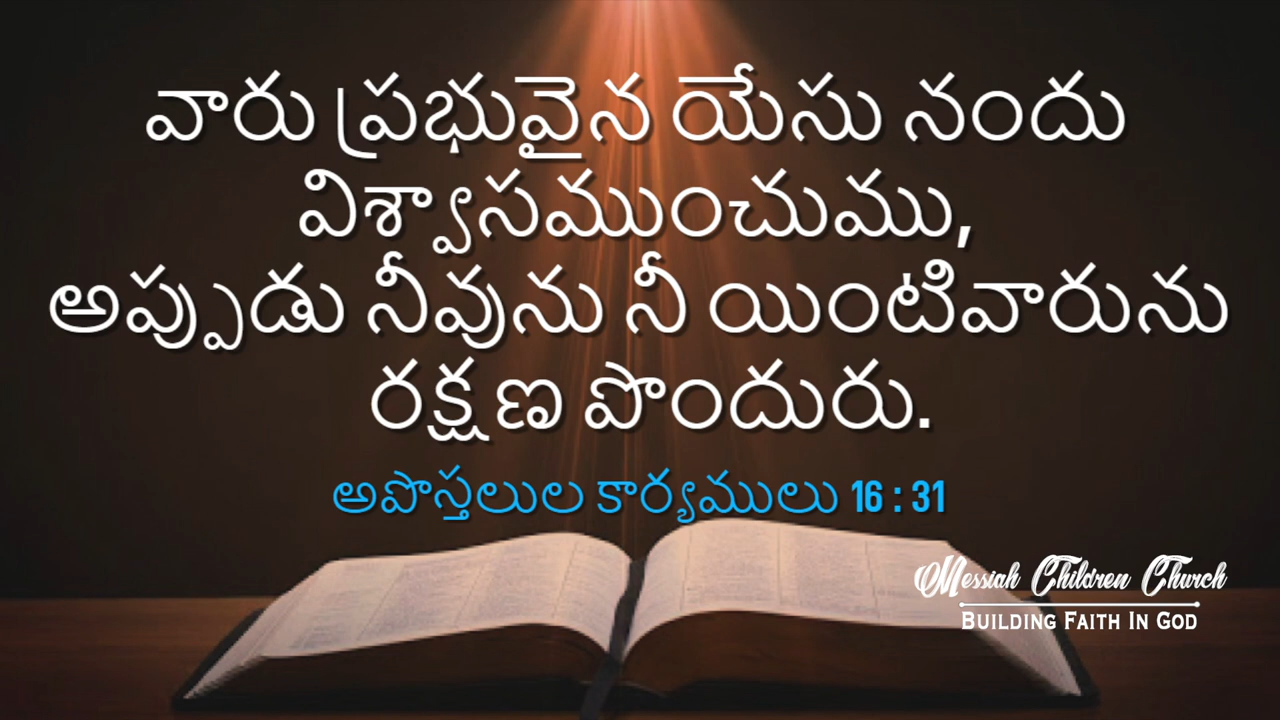 వారు ప్రభువైన యేసు నందు
విశ్వాసముంచుము,
అప్పుడు నీవును నీ యింటివారును
రక్షణ పొందురు.
అపొస్తలుల కార్యములు 16 : 31
Messiah Children Church
Building Faith In God